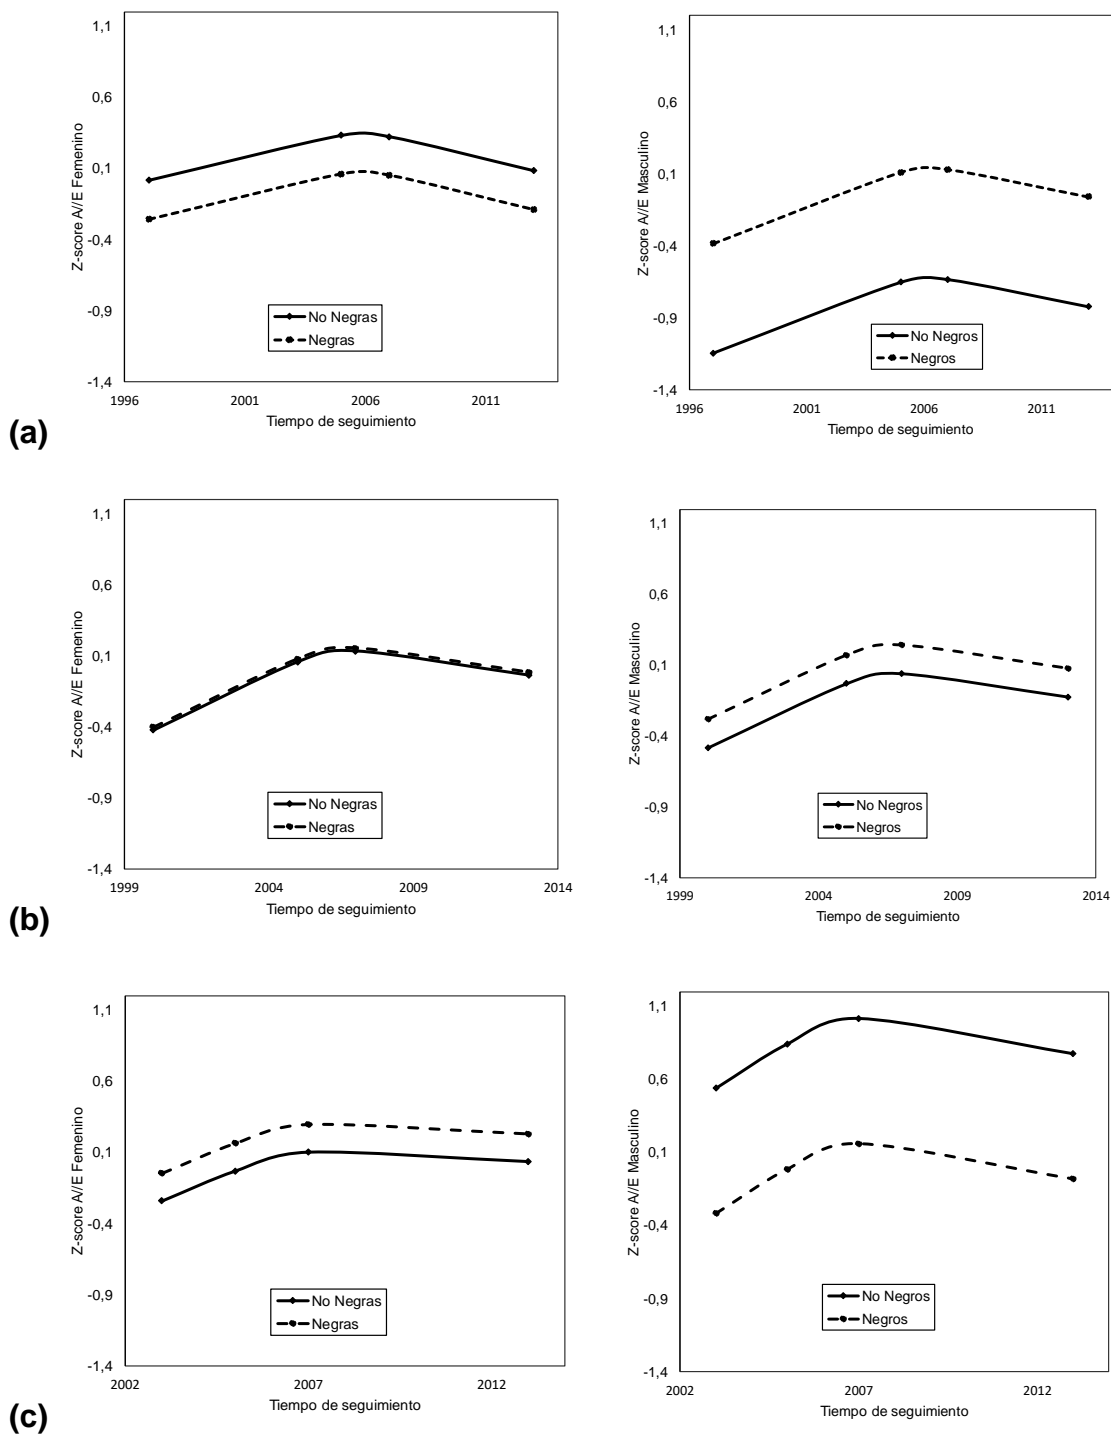 1,1
0,6
0,1
-0,4
-0,9
-1,4
1996
2001
2006
2011
Z-score A//E Femenino
Tiempo de seguimiento
No Negras
Negras
1,1
0,6
0,1
-0,4
-0,9
-1,4
1996
2001
2006
2011
Z-score A//E Masculino
Tiempo de seguimiento
No Negros
Negros
(a)
1,1
0,6
0,1
-0,4
-0,9
-1,4
1999
2004
2009
2014
Z-score A//E Femenino
Tiempo de seguimiento
No Negras
Negras
1,1
0,6
0,1
-0,4
-0,9
-1,4
1999
2004
2009
2014
Z-score A//E Masculino
Tiempo de seguimiento
No Negros
Negros
(b)
1,1
0,6
0,1
-0,4
-0,9
-1,4
2002
2007
2012
Z-score A//E Femenino
Tiempo de seguimiento
No Negras
Negras
1,1
0,6
0,1
-0,4
-0,9
-1,4
2002
2007
2012
Z-score A//E Masculino
Tiempo de seguimiento
No Negros
Negros
(c)